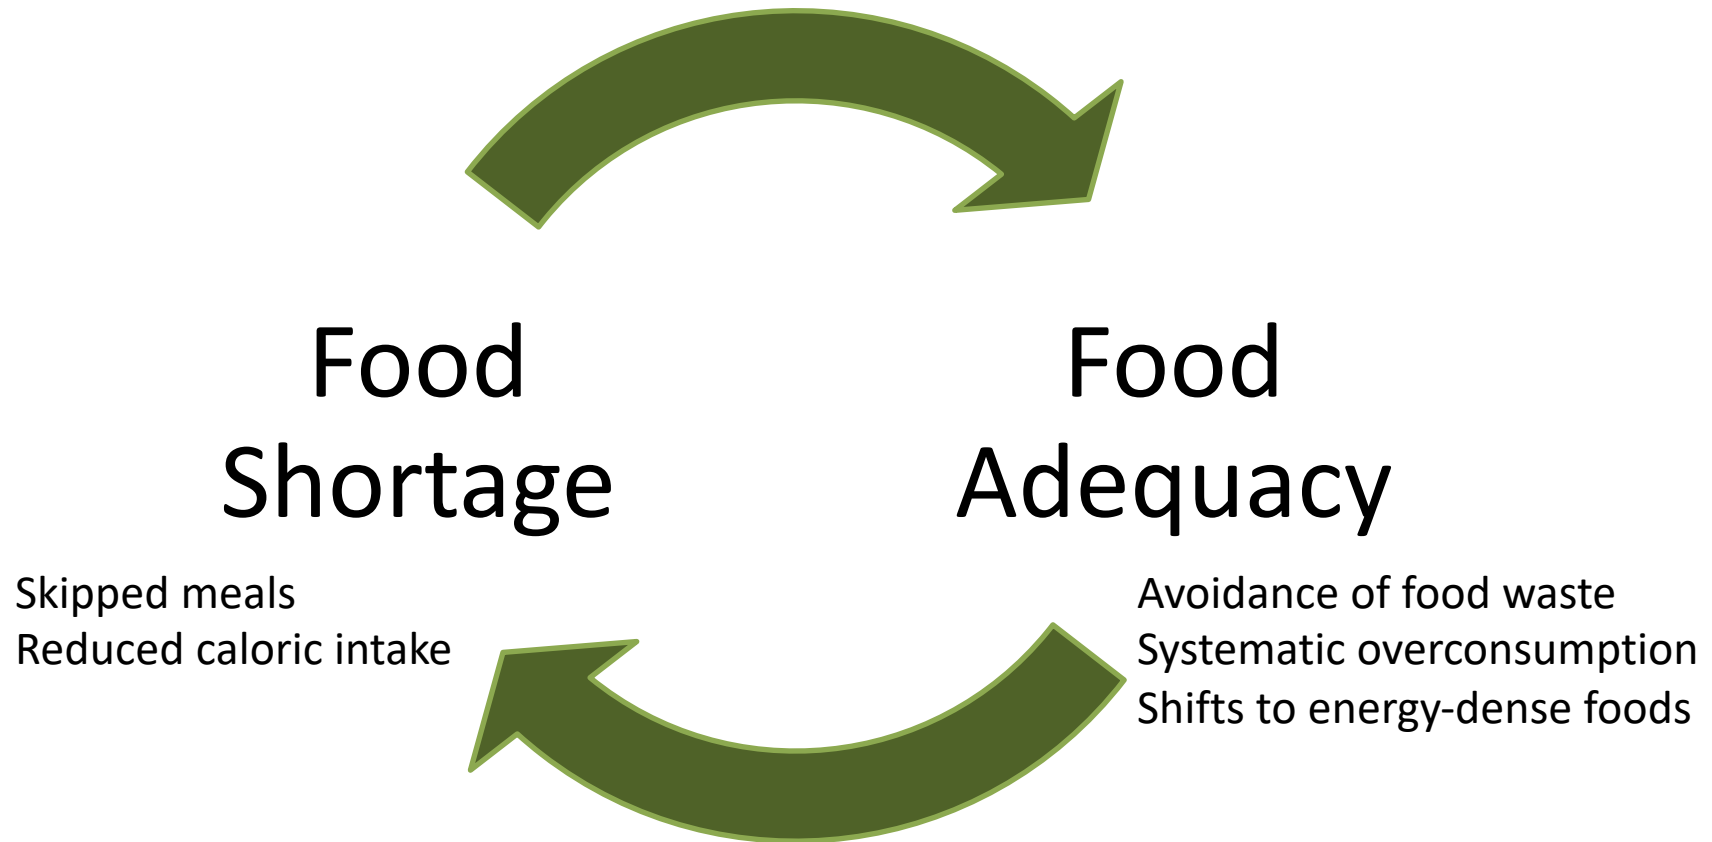 Food
Shortage
Skipped meals
Reduced caloric intake
Food
Adequacy
Avoidance of food waste
Systematic overconsumption
Shifts to energy-dense foods